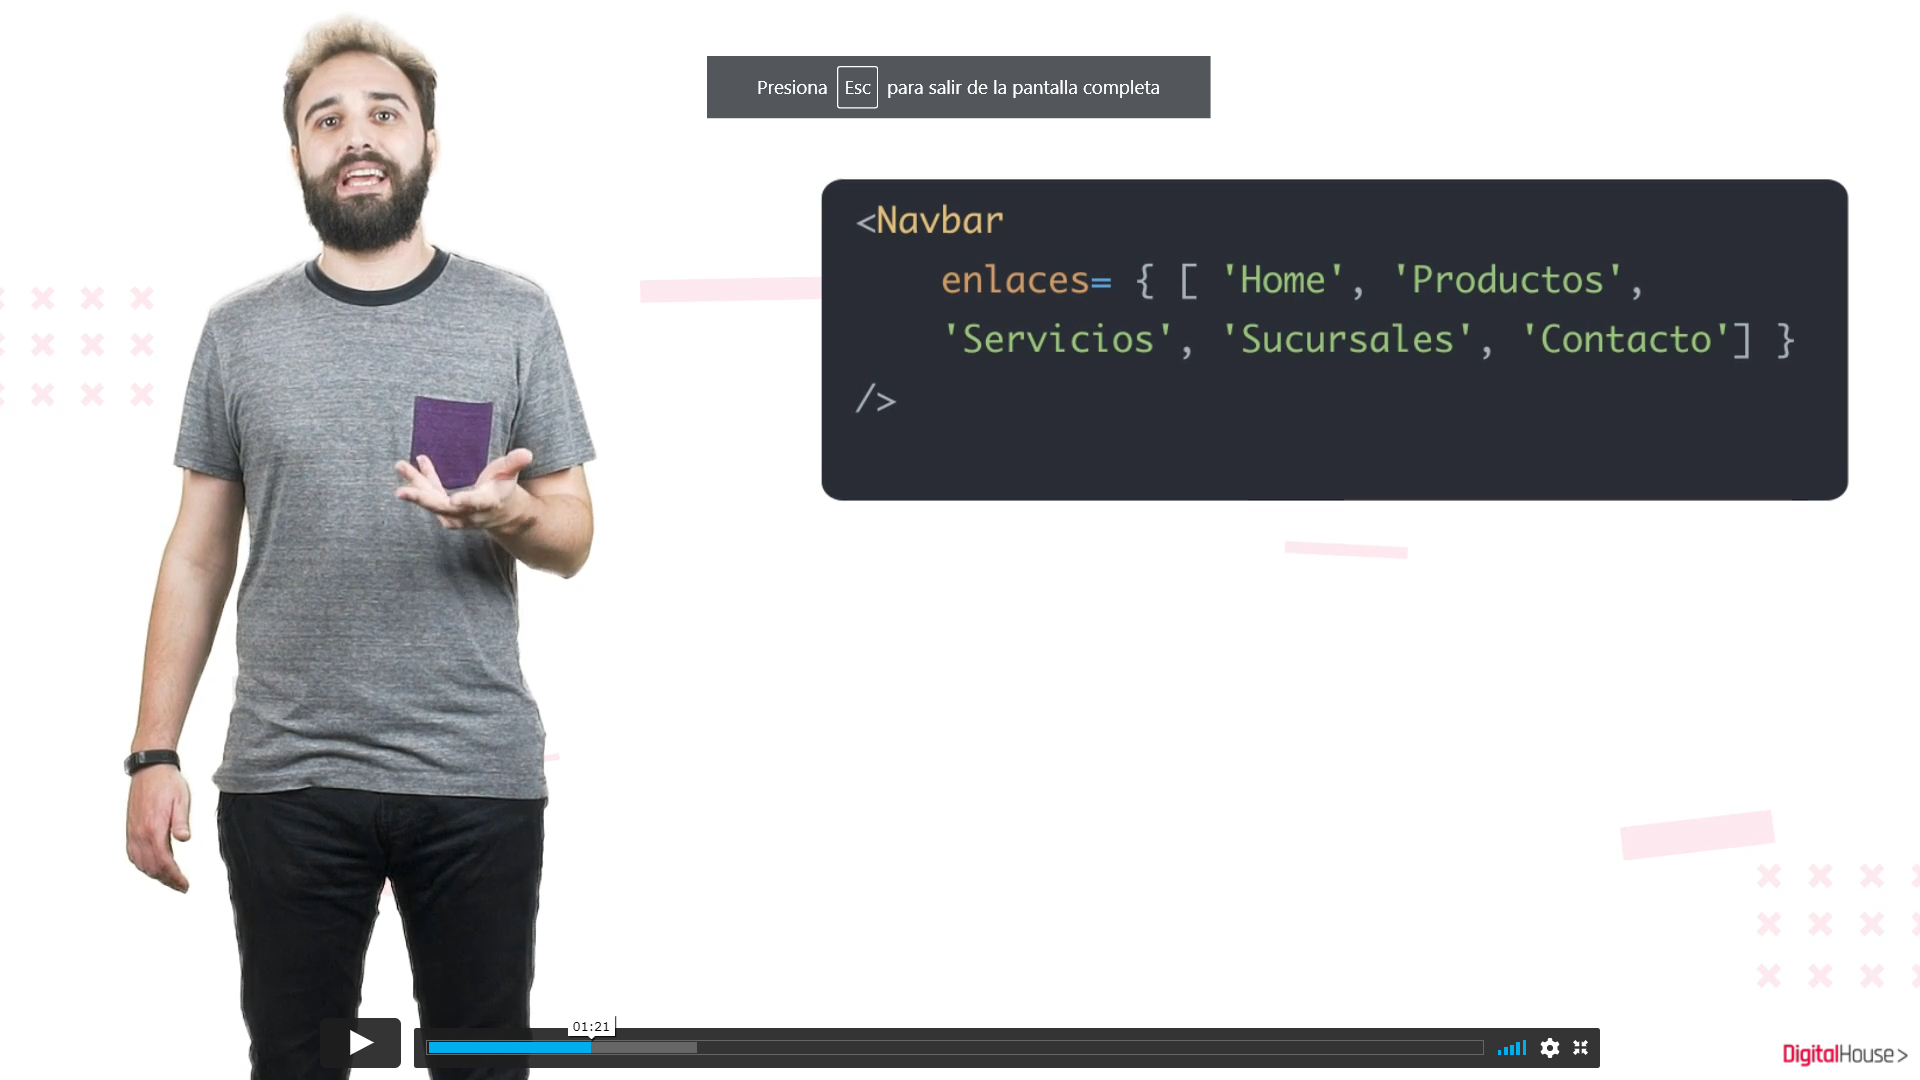 Presiona Esc para salir de la pantalla completa
<Navbar
enlaces= { [ 'Home', 'Productos',
'Servicios', 'Sucursales', 'Contacto'] }
/>
01:21
DigitalHouse>